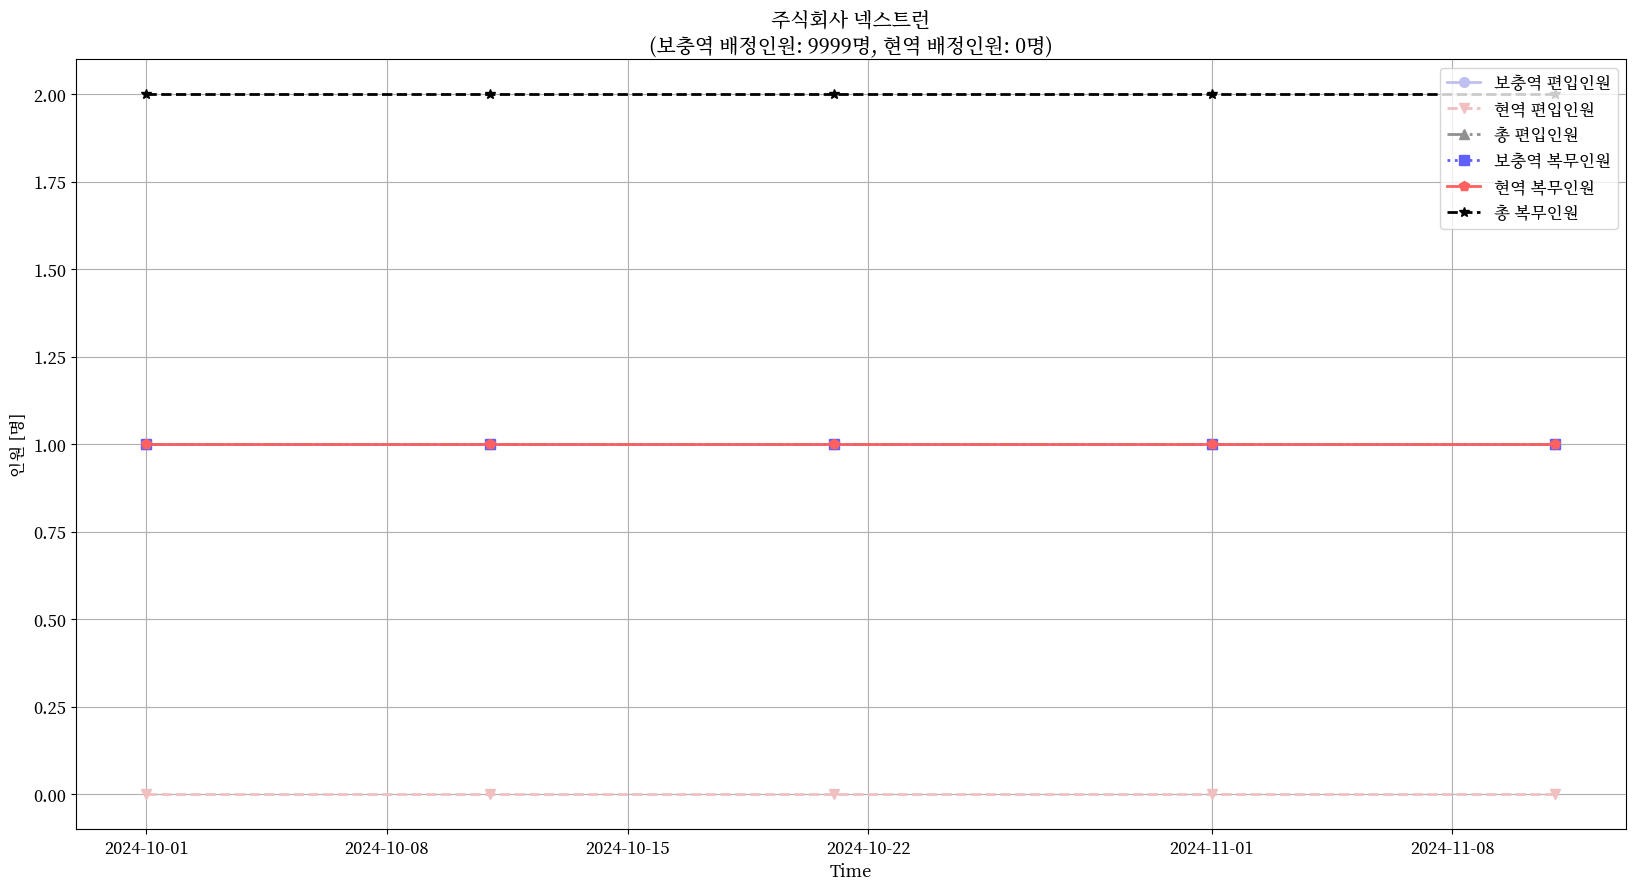 주식회사 넥스트런
(보충역 배정인원: 9999명, 현역 배정인원: 0명)
보충역 편입인원
현역 편입인원
총 편입인원
보충역 복무인원
현역 복무인원
총 복무인원
인원 [명]
2.00
1.75
1.50
1.25
1.00
0.75
0.50
0.25
0.00
2024-10-01
2024-10-08
2024-10-15
2024-10-22
2024-11-01
2024-11-08
Time